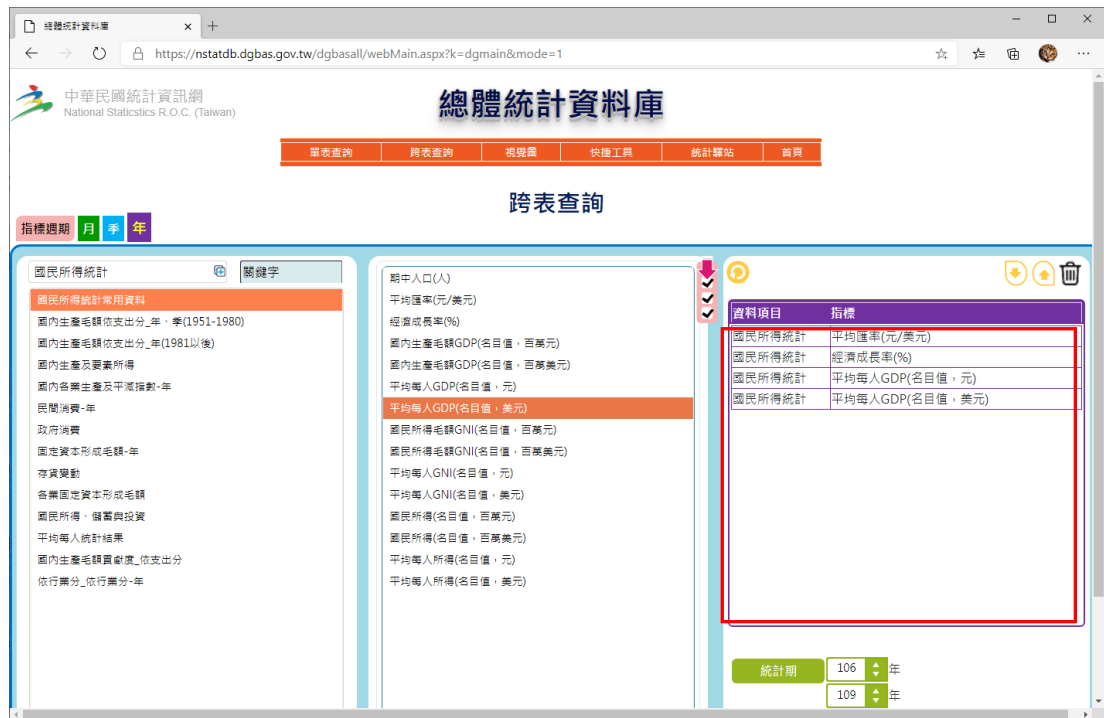 總體統計資料庫
https://nstatdb.dgbas.gov.tw/dgbasall/webMain.aspx?k=dgmain&mode=1
中華民國統計資訊網
National Staticstics R.O.C. (Taiwan)
總體統計資料庫
單表查詢 跨表查詢 視覺圖 快捷工具 統計驛站 首頁
跨表查詢
指標週期 月 季 年
國民所得統計 關鍵字
國民所得統計常用資料
國內生產毛額依支出分_年、季(1951-1980)
國內生產毛額依支出分_年(1981以後)
國內生產及要素所得
國內各業生產及平減指數-年
民間消費-年
政府消費
固定資本形成毛額-年
存貨變動
各業固定資本形成毛額
國民所得、儲蓄與投資
平均每人統計結果
國內生產毛額貢獻度_依支出分
依行業分_依行業分-年
期中人口(人)
平均匯率(元/美元)
經濟成長率(%)
國內生產毛額GDP(名目值，百萬元)
國內生產毛額GDP(名目值，百萬美元)
平均每人GDP(名目值，元)
平均每人GDP(名目值，美元)
國民所得毛額GNI(名目值，百萬元)
國民所得毛額GNI(名目值，百萬美元)
平均每人GNI(名目值，元)
平均每人GNI(名目值，美元)
國民所得(名目值，百萬元)
國民所得(名目值，百萬美元)
平均每人所得(名目值，元)
平均每人所得(名目值，美元)
資料項目 指標
國民所得統計 平均匯率(元/美元)
國民所得統計 經濟成長率(%)
國民所得統計 平均每人GDP(名目值，元)
國民所得統計 平均每人GDP(名目值，美元)
統計期 106 年
109 年